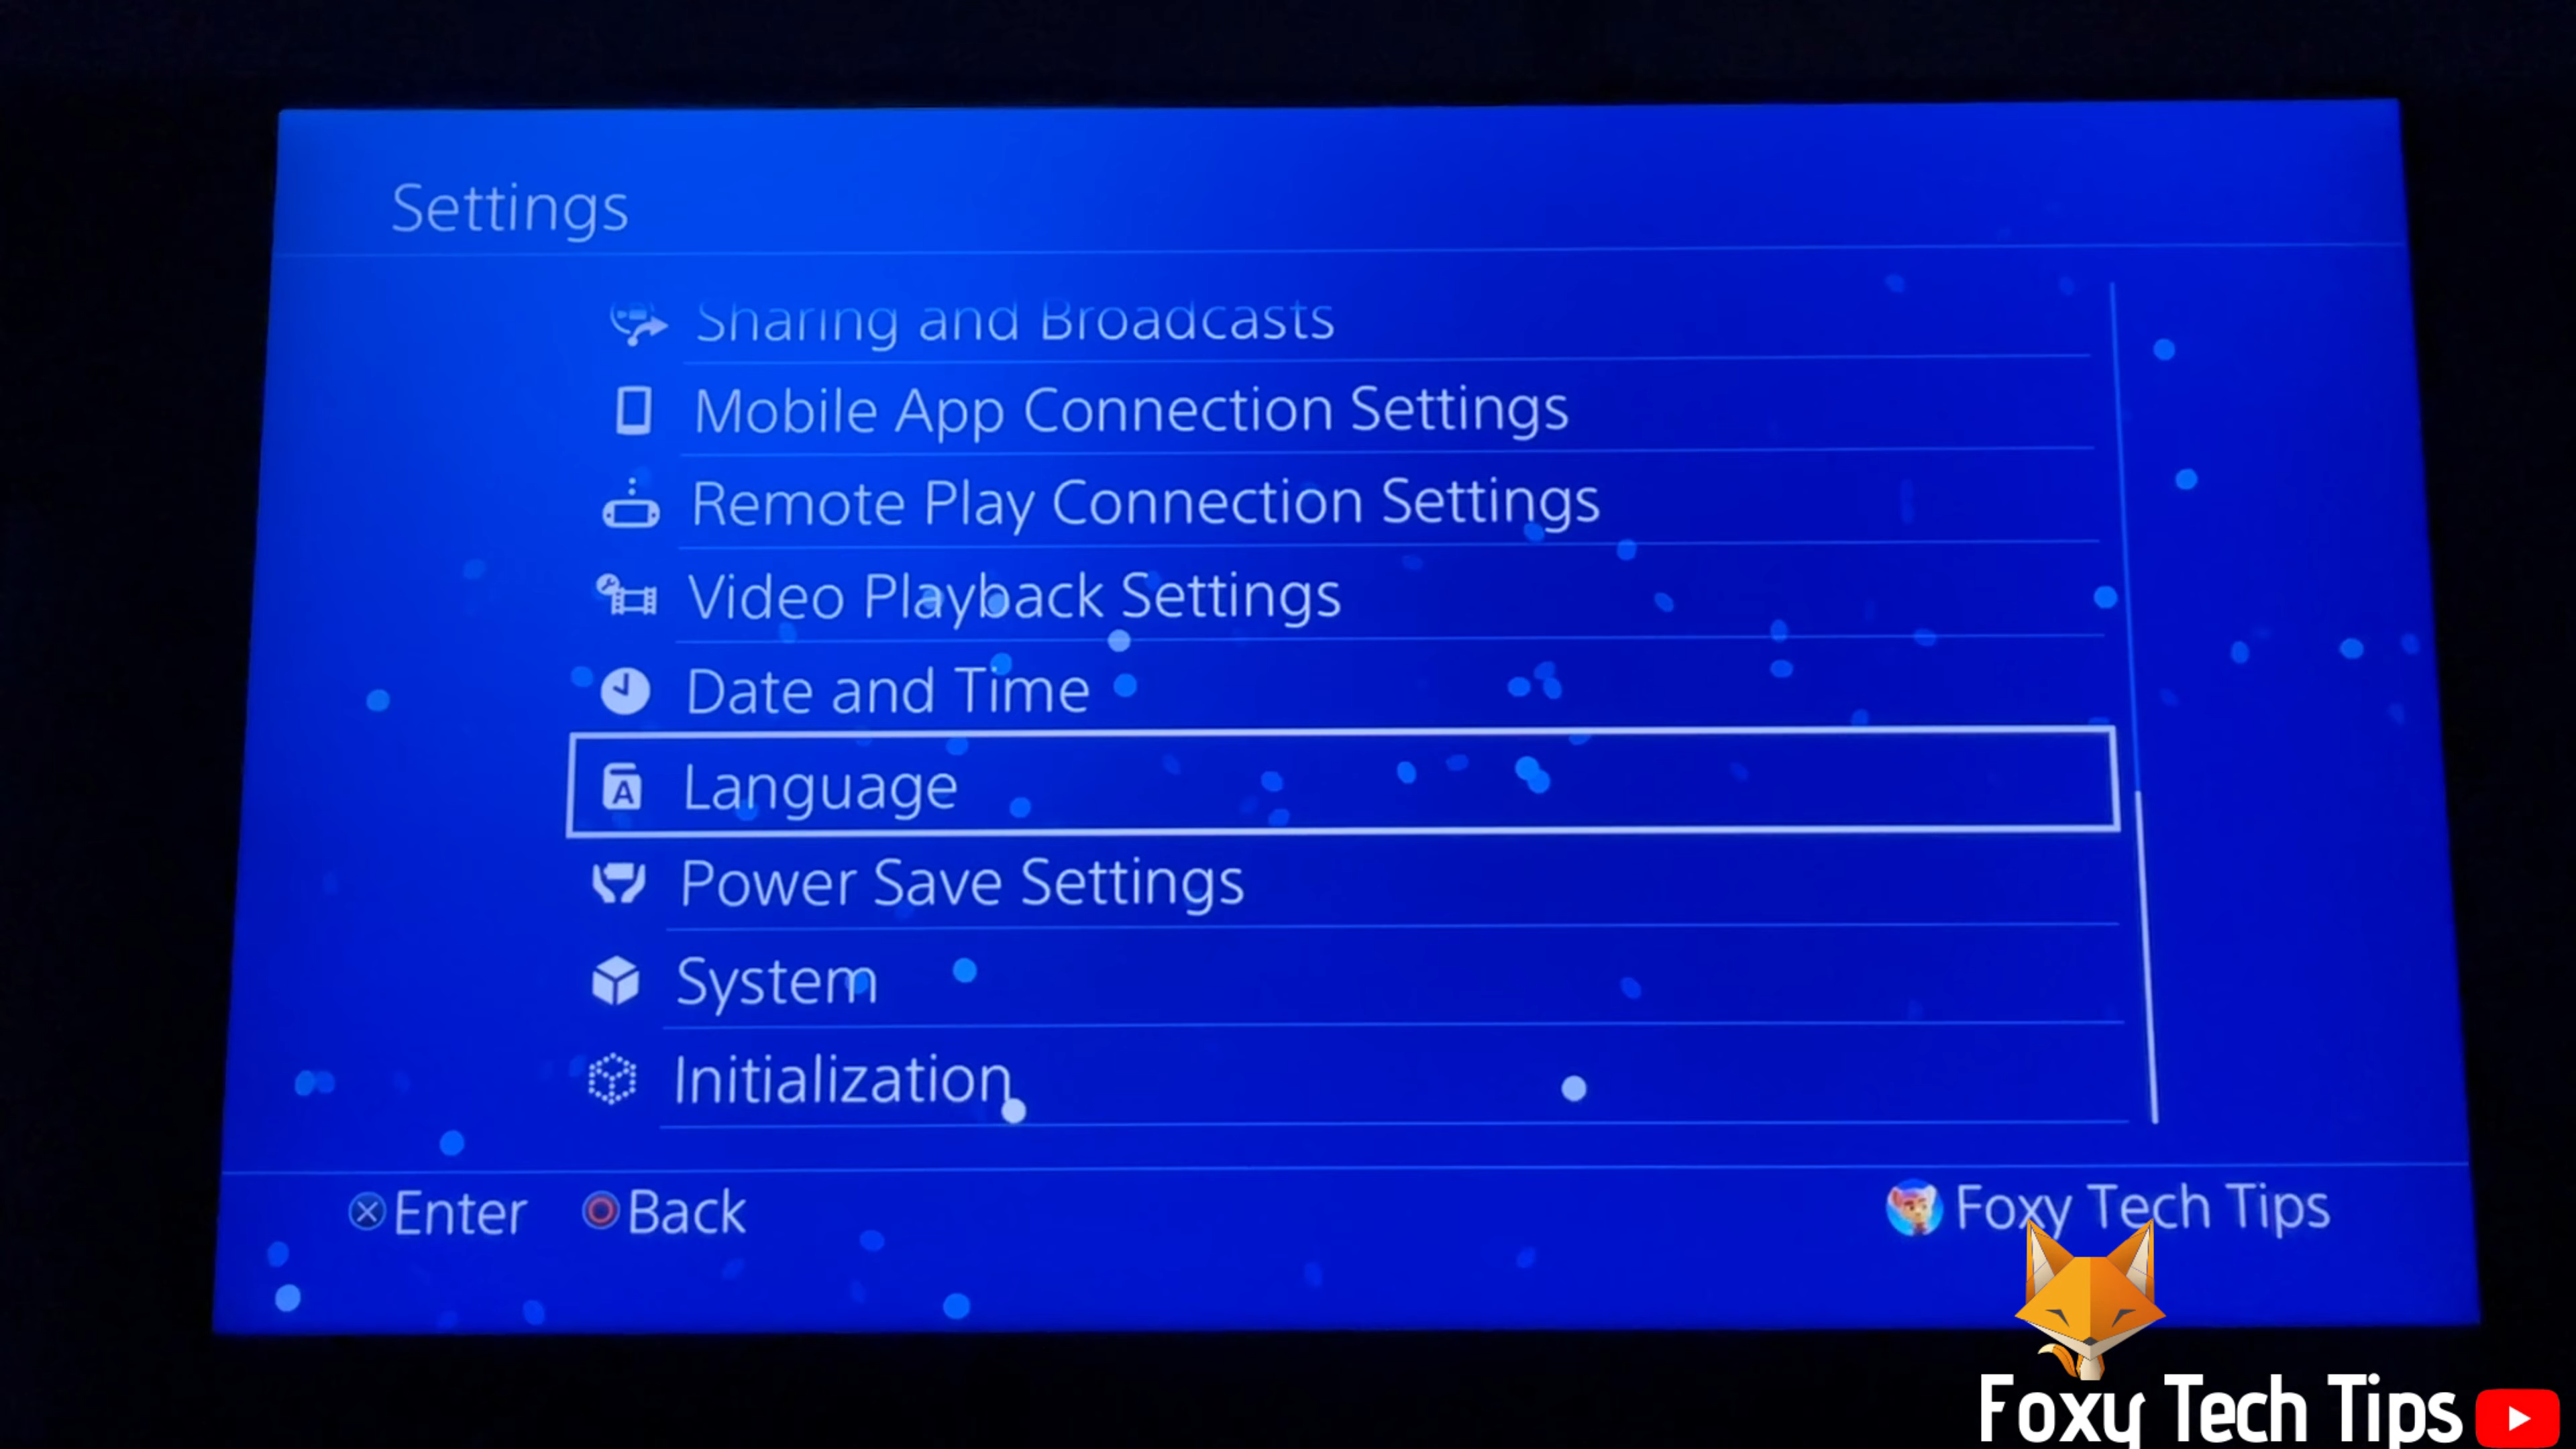 Settings
Sharing and Broadcasts
Mobile App Connection Settings
Remote Play Connection Settings
Video Playback Settings
Date and Time
A Language
Power Save Settings
System
Initialization
Enter Back
Foxy Tech Tips
Foxy Tech Tips